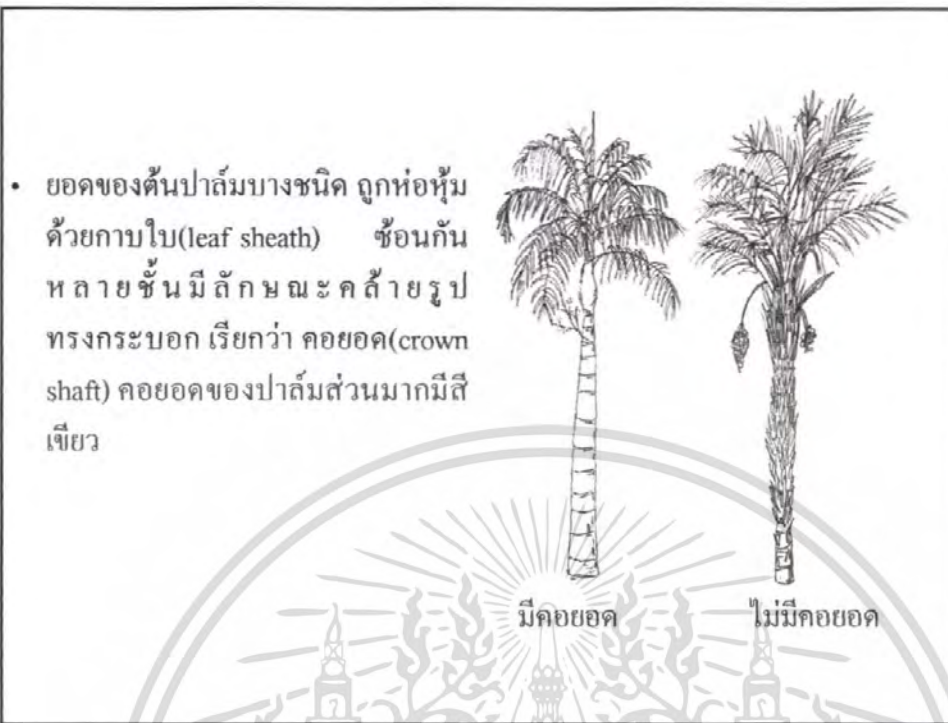 • ยอดของต้นปาล์มบางชนิด ถูกห่อหุ้ม
ด้วยกาบใบ(leaf sheath) ซ้อนกัน
หลายชั้นมีลักษณะคล้ายรูป
ทรงกระบอก เรียกว่า คอยอด(crown
shaft) คอยอดของปาล์มส่วนมากมีสี
เขียว
มีคอยอด ไม่มีคอยอด